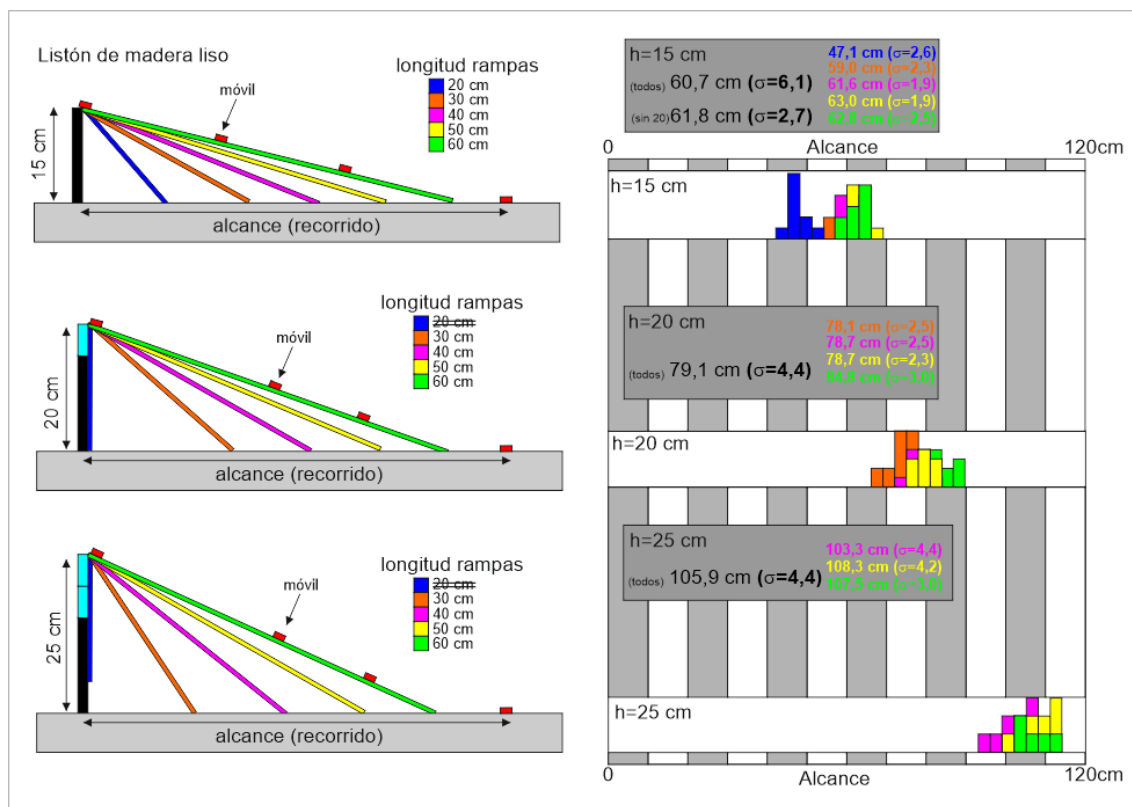 Listón de madera liso
longitud rampas
20 cm
30 cm
40 cm
50 cm
60 cm
móvil
15 cm
alcance (recorrido)
longitud rampas
20 cm
30 cm
40 cm
50 cm
60 cm
móvil
20 cm
alcance (recorrido)
longitud rampas
20 cm
30 cm
40 cm
50 cm
60 cm
móvil
25 cm
alcance (recorrido)
h=15 cm
(todos) 60,7 cm (σ=6,1)
(sin 20) 61,8 cm (σ=2,7)
47,1 cm (σ=2,6)
59,0 cm (σ=2,3)
61,6 cm (σ=1,9)
63,0 cm (σ=1,9)
62,8 cm (σ=2,5)
0 Alcance 120cm
h=15 cm
h=20 cm
(todos) 79,1 cm (σ=4,4)
78,1 cm (σ=2,5)
78,7 cm (σ=2,5)
78,7 cm (σ=2,3)
84,8 cm (σ=3,0)
h=20 cm
h=25 cm
(todos) 105,9 cm (σ=4,4)
103,3 cm (σ=4,4)
108,3 cm (σ=4,2)
107,5 cm (σ=3,0)
h=25 cm
0 Alcance 120cm